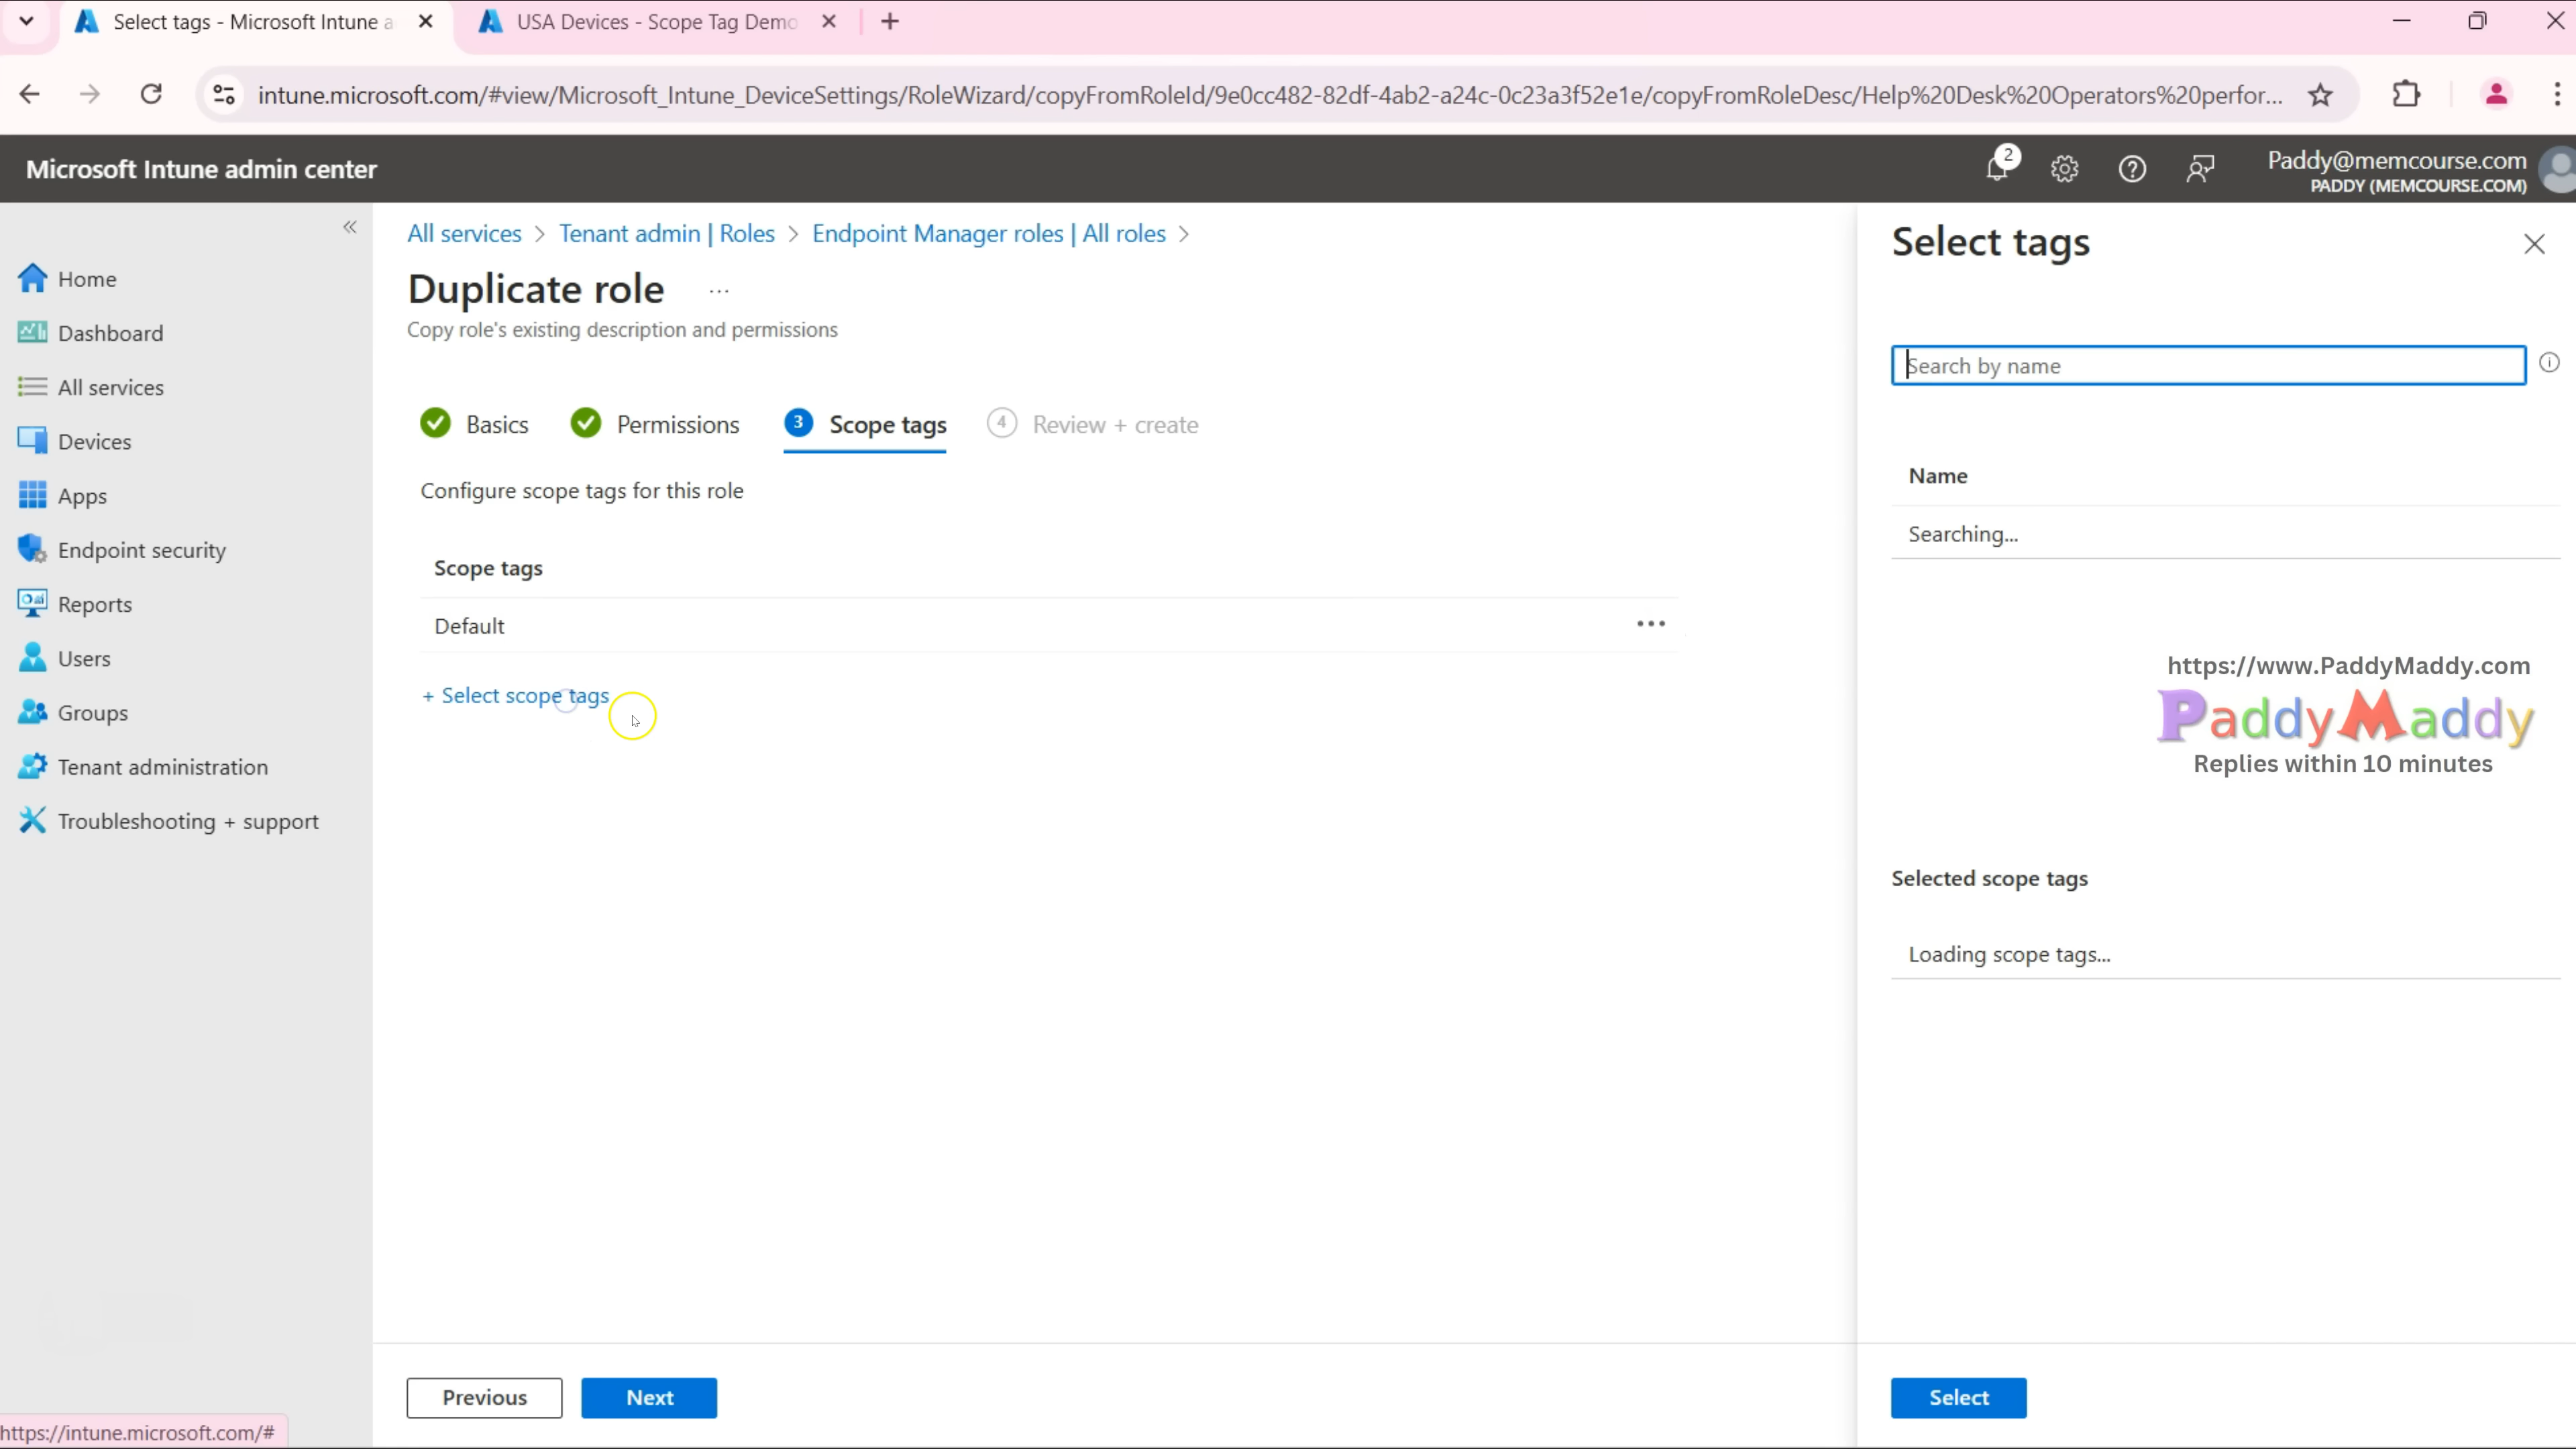 Select tags - Microsoft Intune a
USA Devices - Scope Tag Demo
intune.microsoft.com/#view/Microsoft_Intune_DeviceSettings/RoleWizard/copyFromRoleId/9e0cc482-82df-4ab2-a24c-0c23a3f52e1e/copyFromRoleDesc/Help%20Desk%20Operators%20perfor...
Microsoft Intune admin center
2
Paddy@memcourse.com
PADDY (MEMCOURSE.COM)
Home
Dashboard
All services
Devices
Apps
Endpoint security
Reports
Users
Groups
Tenant administration
Troubleshooting + support
All services > Tenant admin | Roles > Endpoint Manager roles | All roles >
Duplicate role ...
Copy role's existing description and permissions
Basics
Permissions
3 Scope tags
4 Review + create
Configure scope tags for this role
Scope tags
Default
+ Select scope tags
Previous
Next
Select tags
Search by name
Name
Searching...
https://www.PaddyMaddy.com
PaddyMaddy
Replies within 10 minutes
Selected scope tags
Loading scope tags...
Select
https://intune.microsoft.com/#